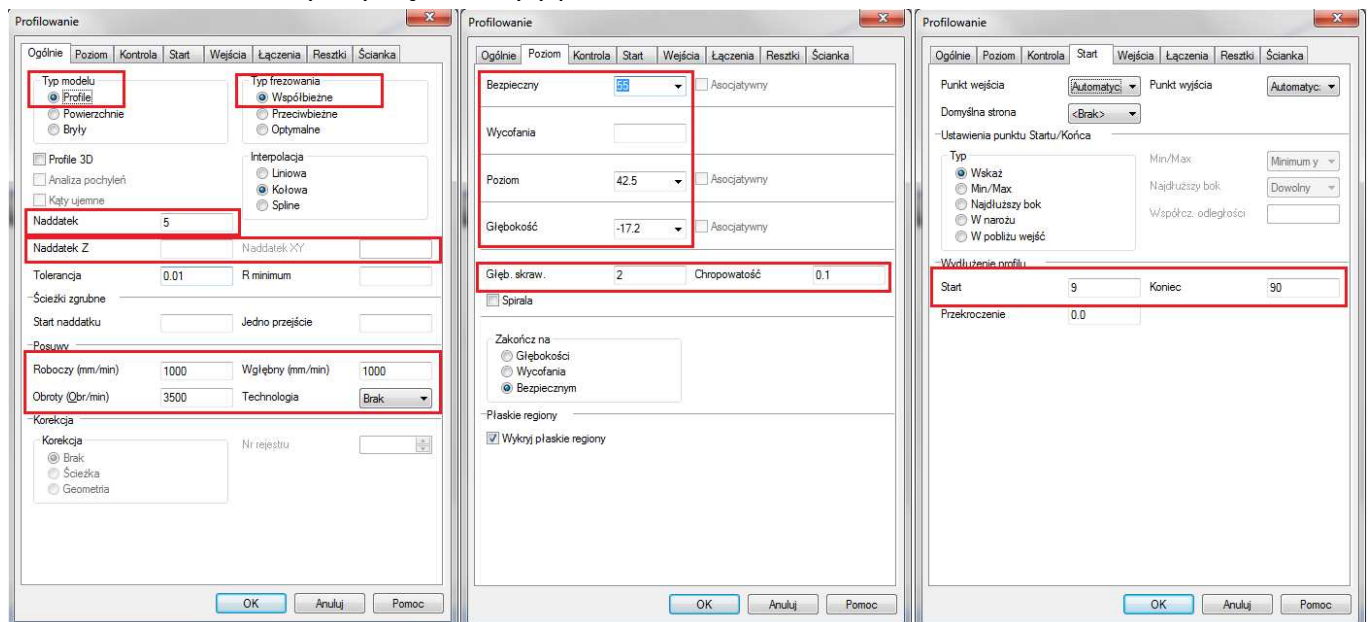 Profilowanie
Ogólnie Poziom Kontrola Start Wejścia Łączenia Resztki Ścianka
Typ modelu Typ frezowania
Profile Współbieżne
Powierzchnie Przeciwbieżne
Bryły Optymalne
Profile 3D Interpolacja
Analiza pochyleń Liniowa
Kąty ujemne Kołowa
Spline
Naddatek 5
Naddatek Z Naddatek XY
Tolerancja 0.01 R minimum
Ścieżki zgrubne
Start naddatku Jedno przejście
Posuwy
Roboczy (mm/min) 1000 Wgłębny (mm/min) 1000
Obroty (Obr/min) 3500 Technologia Brak
Korekcja
Korekcja Nr rejestru
Brak
Ścieżka
Geometria
OK Anuluj Pomoc
Profilowanie
Ogólnie Poziom Kontrola Start Wejścia Łączenia Resztki Ścianka
Bezpieczny 55 Asocjatywny
Wycofania
Poziom 42.5 Asocjatywny
Głębokość -17.2 Asocjatywny
Głęb. skraw. 2 Chropowatość 0.1
Spirala
Zakończ na
Głębokości
Wycofania
Bezpiecznym
Płaskie regiony
Wykryj płaskie regiony
OK Anuluj Pomoc
Profilowanie
Ogólnie Poziom Kontrola Start Wejścia Łączenia Resztki Ścianka
Punkt wejścia Automatyc Punkt wyjścia Automatyc:
Domyślna strona <Brak>
Ustawienia punktu Startu/Końca
Typ Min/Max Minimum y
Wskaż
Min/Max Najdłuższy bok Dowolny
Najdłuższy bok
W narożu Współcz. odległości
W pobliżu wejść
Wydłużenie profilu
Start 9 Koniec 90
Przekroczenie 0.0
OK Anuluj Pomoc